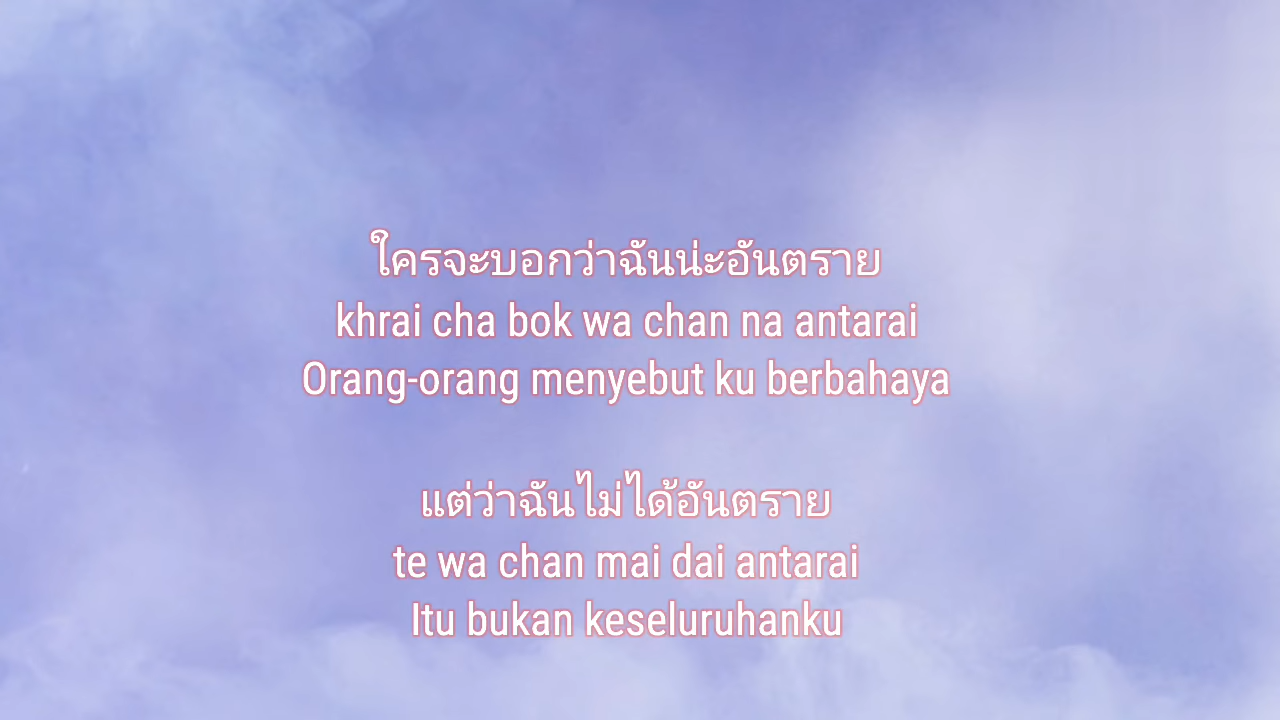 ใครจะบอกว่าฉันน่ะอันตราย
khrai cha bok wa chan na antarai
Orang-orang menyebut ku berbahaya
แต่ว่าฉันไม่ได้อันตราย
te wa chan mai dai antarai
Itu bukan keseluruhanku